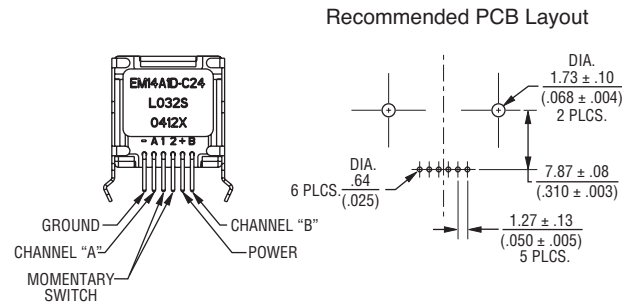 Recommended PCB Layout
EM14A1D-C24
L032S
0412X
- A 1 2 + B
GROUND
CHANNEL "A"
MOMENTARY
SWITCH
CHANNEL "B"
POWER
DIA.
1.73 ± .10
(.068 ± .004)
2 PLCS.
DIA.
6 PLCS. .64
(.025)
7.87 ± .08
(.310 ± .003)
1.27 ± .13
(.050 ± .005)
5 PLCS.